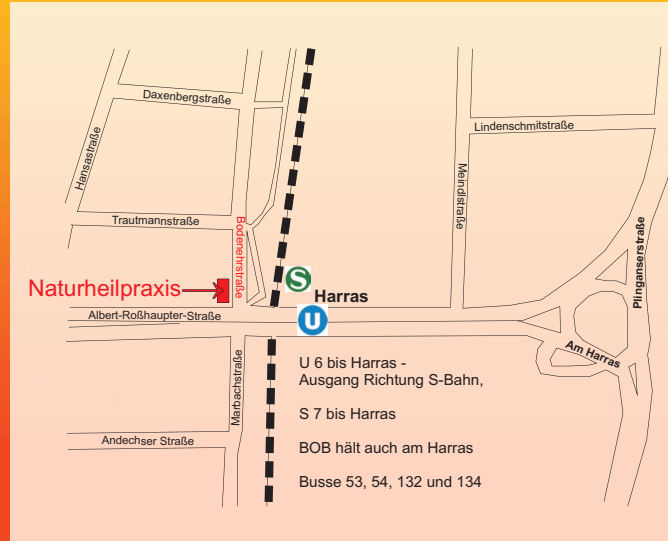 Daxenbergstraße
Lindenschmitstraße
Hansastraße
Meindlstraße
Trautmannstraße
Bodenehrstraße
Plinganserstraße
S
Naturheilpraxis
Harras
Albert-Roßhaupter-Straße
U
Am Harras
Marbachstraße
U 6 bis Harras -
Ausgang Richtung S-Bahn,
S 7 bis Harras
Andechser Straße
BOB hält auch am Harras
Busse 53, 54, 132 und 134